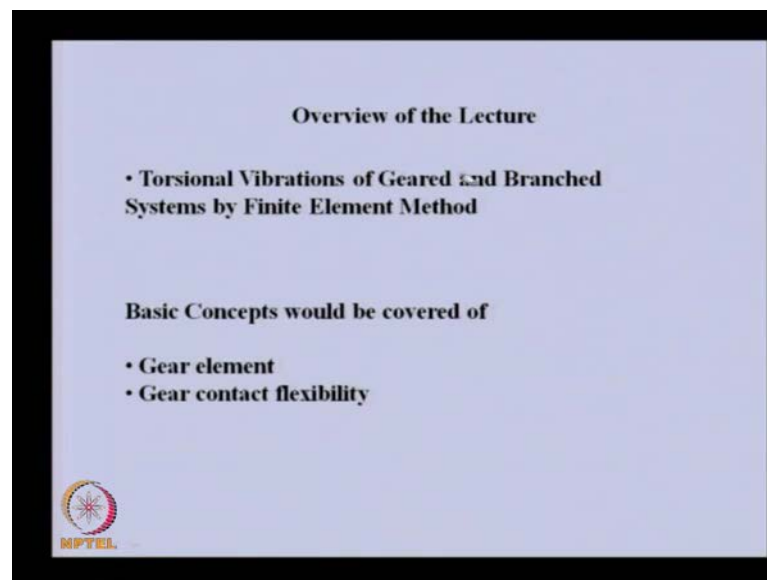 Overview of the Lecture
• Torsional Vibrations of Geared and Branched
Systems by Finite Element Method
Basic Concepts would be covered of
• Gear element
• Gear contact flexibility
NPTEL